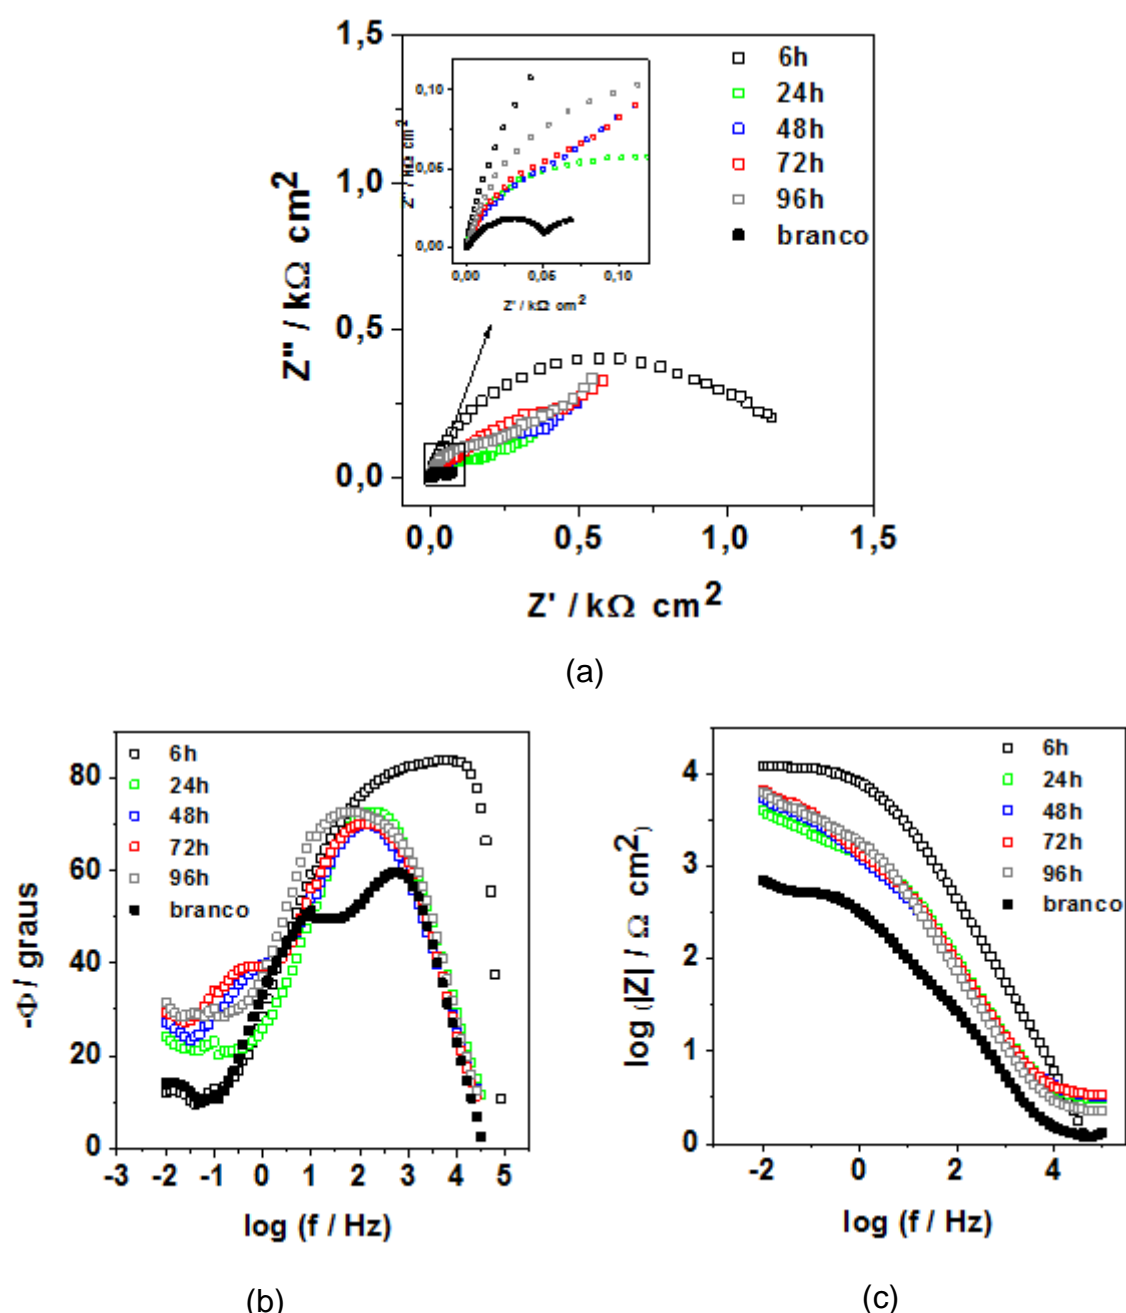 1,5
1,0
0,5
0,0
Z'' / kΩ cm2
0,0 0,5 1,0 1,5
Z' / kΩ cm2
6h
24h
48h
72h
96h
branco
0,10
0,05
0,00
0,00 0,05 0,10
Z' / kΩ cm2
(a)
80
60
40
20
0
-Φ / graus
-3 -2 -1 0 1 2 3 4 5
log (f / Hz)
6h
24h
48h
72h
96h
branco
(b)
4
3
2
1
0
log (|Z| / Ω cm2)
-2 0 2 4
log (f / Hz)
6h
24h
48h
72h
96h
branco
(c)